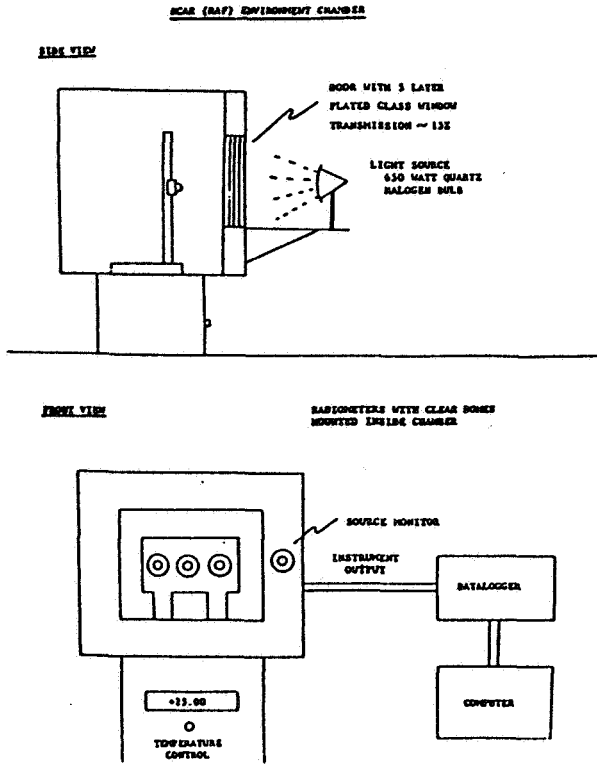 NCAR (RAF) ENVIRONMENT CHAMBER
SIDE VIEW
DOOR WITH 3 LAYER
PLATED GLASS WINDOW
TRANSMISSION ~ 13%
LIGHT SOURCE
650 WATT QUARTZ
HALOGEN BULB
FRONT VIEW
RADIOMETERS WITH CLEAR DOMES
MOUNTED INSIDE CHAMBER
SOURCE MONITOR
INSTRUMENT
OUTPUT
DATALOGGER
+25.00
COMPUTER
TEMPERATURE
CONTROL